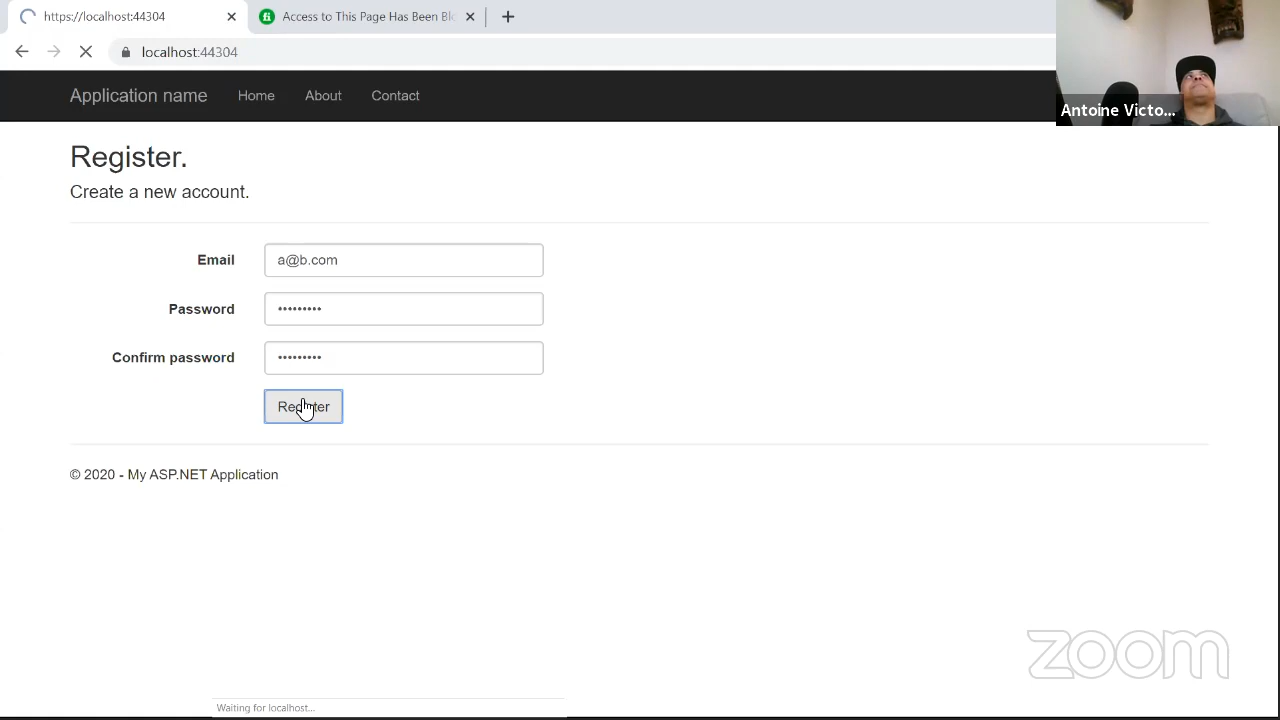 https://localhost:44304
Access to This Page Has Been Bl
localhost:44304
Application name Home About Contact
Antoine Victo...
Register.
Create a new account.
Email a@b.com
Password •••••••••
Confirm password •••••••••
Register
© 2020 - My ASP.NET Application
zoom
Waiting for localhost...